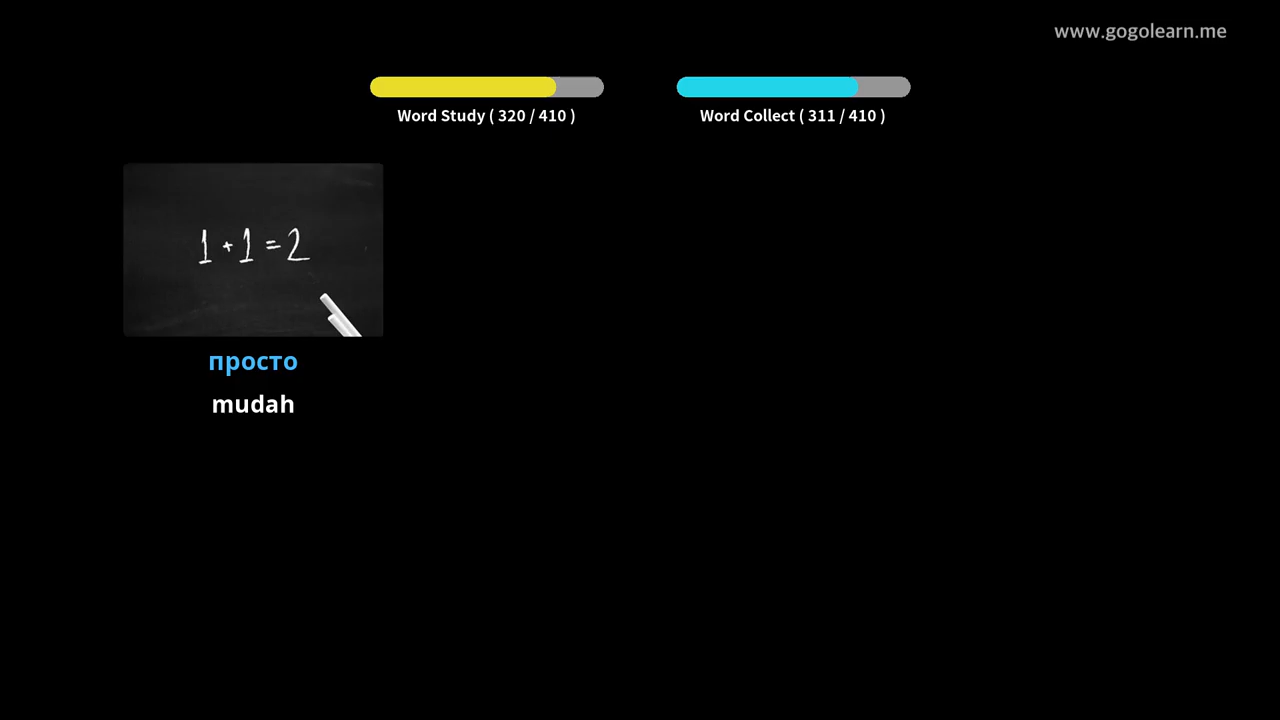 www.gogolearn.me
Word Study ( 320 / 410 )
Word Collect ( 311 / 410 )
1 + 1 = 2
просто
mudah